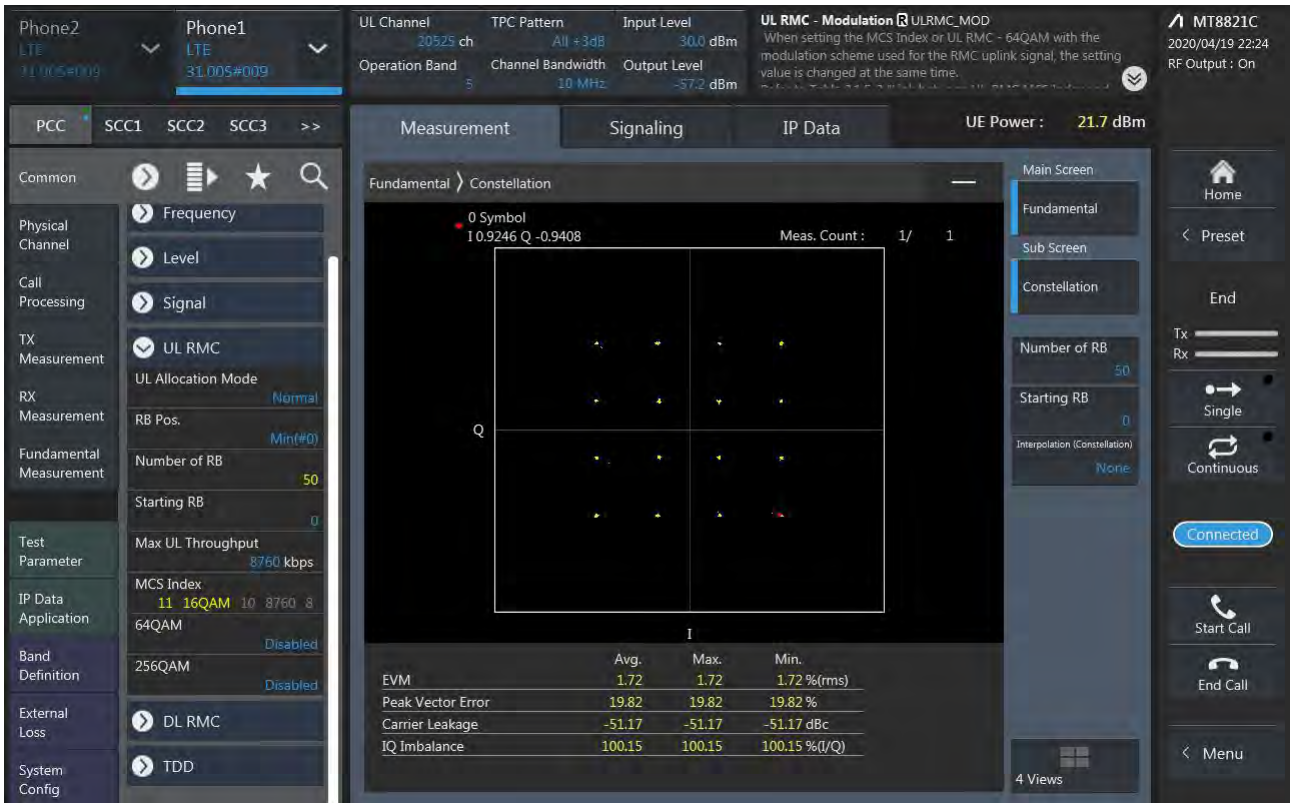 Phone2
LTE
31.005#009
Phone1
LTE
31.005#009
UL Channel
20525 ch
Operation Band
5
TPC Pattern
All +3dB
Channel Bandwidth
10 MHz
Input Level
30.0 dBm
Output Level
-57.2 dBm
UL RMC - Modulation R ULRMC_MOD
When setting the MCS Index or UL RMC - 64QAM with the
modulation scheme used for the RMC uplink signal, the setting
value is changed at the same time.
MT8821C
2020/04/19 22:24
RF Output : On
PCC SCC1 SCC2 SCC3 >>
Measurement Signaling IP Data
UE Power : 21.7 dBm
Common
Physical
Channel
Call
Processing
TX
Measurement
RX
Measurement
Fundamental
Measurement
Test
Parameter
IP Data
Application
Band
Definition
External
Loss
System
Config
Frequency
Level
Signal
UL RMC
UL Allocation Mode
Normal
RB Pos.
Min(#0)
Number of RB
50
Starting RB
0
Max UL Throughput
8760 kbps
MCS Index
11 16QAM 10 8760 8
64QAM
Disabled
256QAM
Disabled
DL RMC
TDD
Fundamental 〉 Constellation
0 Symbol
I 0.9246 Q -0.9408
Meas. Count : 1/ 1
Q
I
Avg. Max. Min.
EVM 1.72 1.72 1.72 %(rms)
Peak Vector Error 19.82 19.82 19.82 %
Carrier Leakage -51.17 -51.17 -51.17 dBc
IQ Imbalance 100.15 100.15 100.15 %(I/Q)
Main Screen
Fundamental
Sub Screen
Constellation
Number of RB
50
Starting RB
0
Interpolation (Constellation)
None
4 Views
Home
< Preset
End
Tx
Rx
Single
Continuous
Connected
Start Call
End Call
< Menu